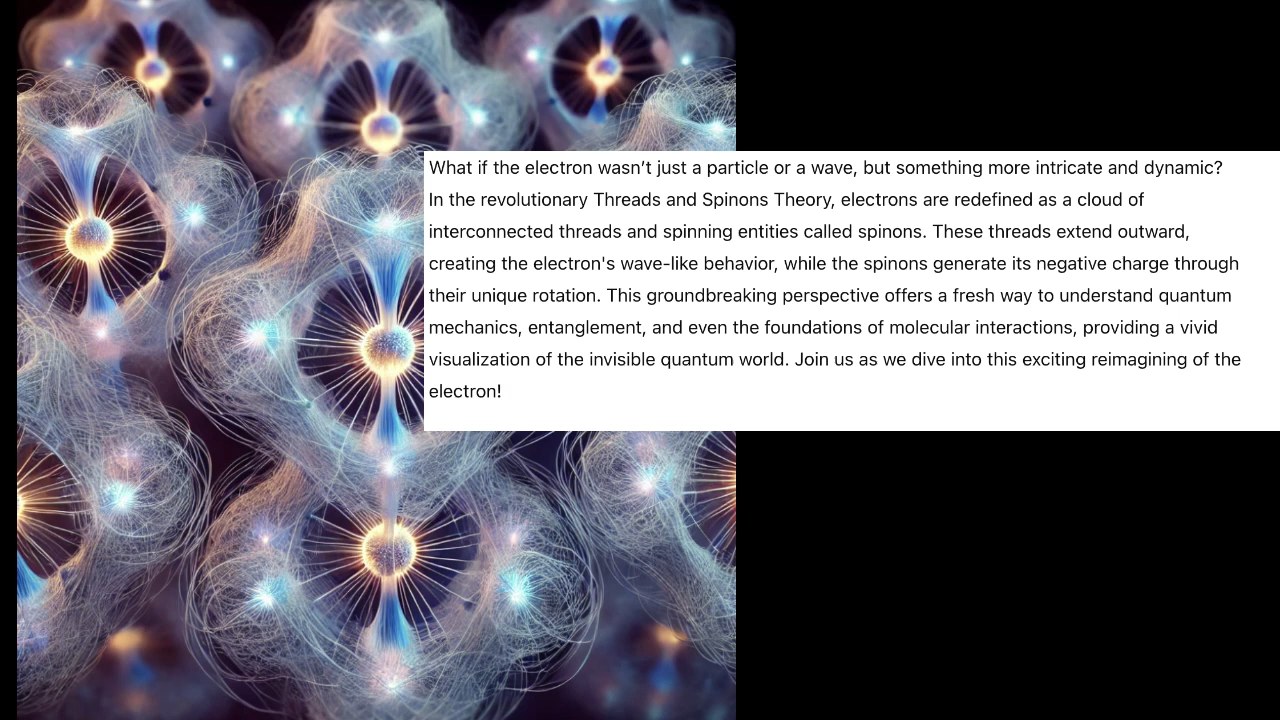 What if the electron wasn’t just a particle or a wave, but something more intricate and dynamic?
In the revolutionary Threads and Spinons Theory, electrons are redefined as a cloud of
interconnected threads and spinning entities called spinons. These threads extend outward,
creating the electron's wave-like behavior, while the spinons generate its negative charge through
their unique rotation. This groundbreaking perspective offers a fresh way to understand quantum
mechanics, entanglement, and even the foundations of molecular interactions, providing a vivid
visualization of the invisible quantum world. Join us as we dive into this exciting reimagining of the
electron!